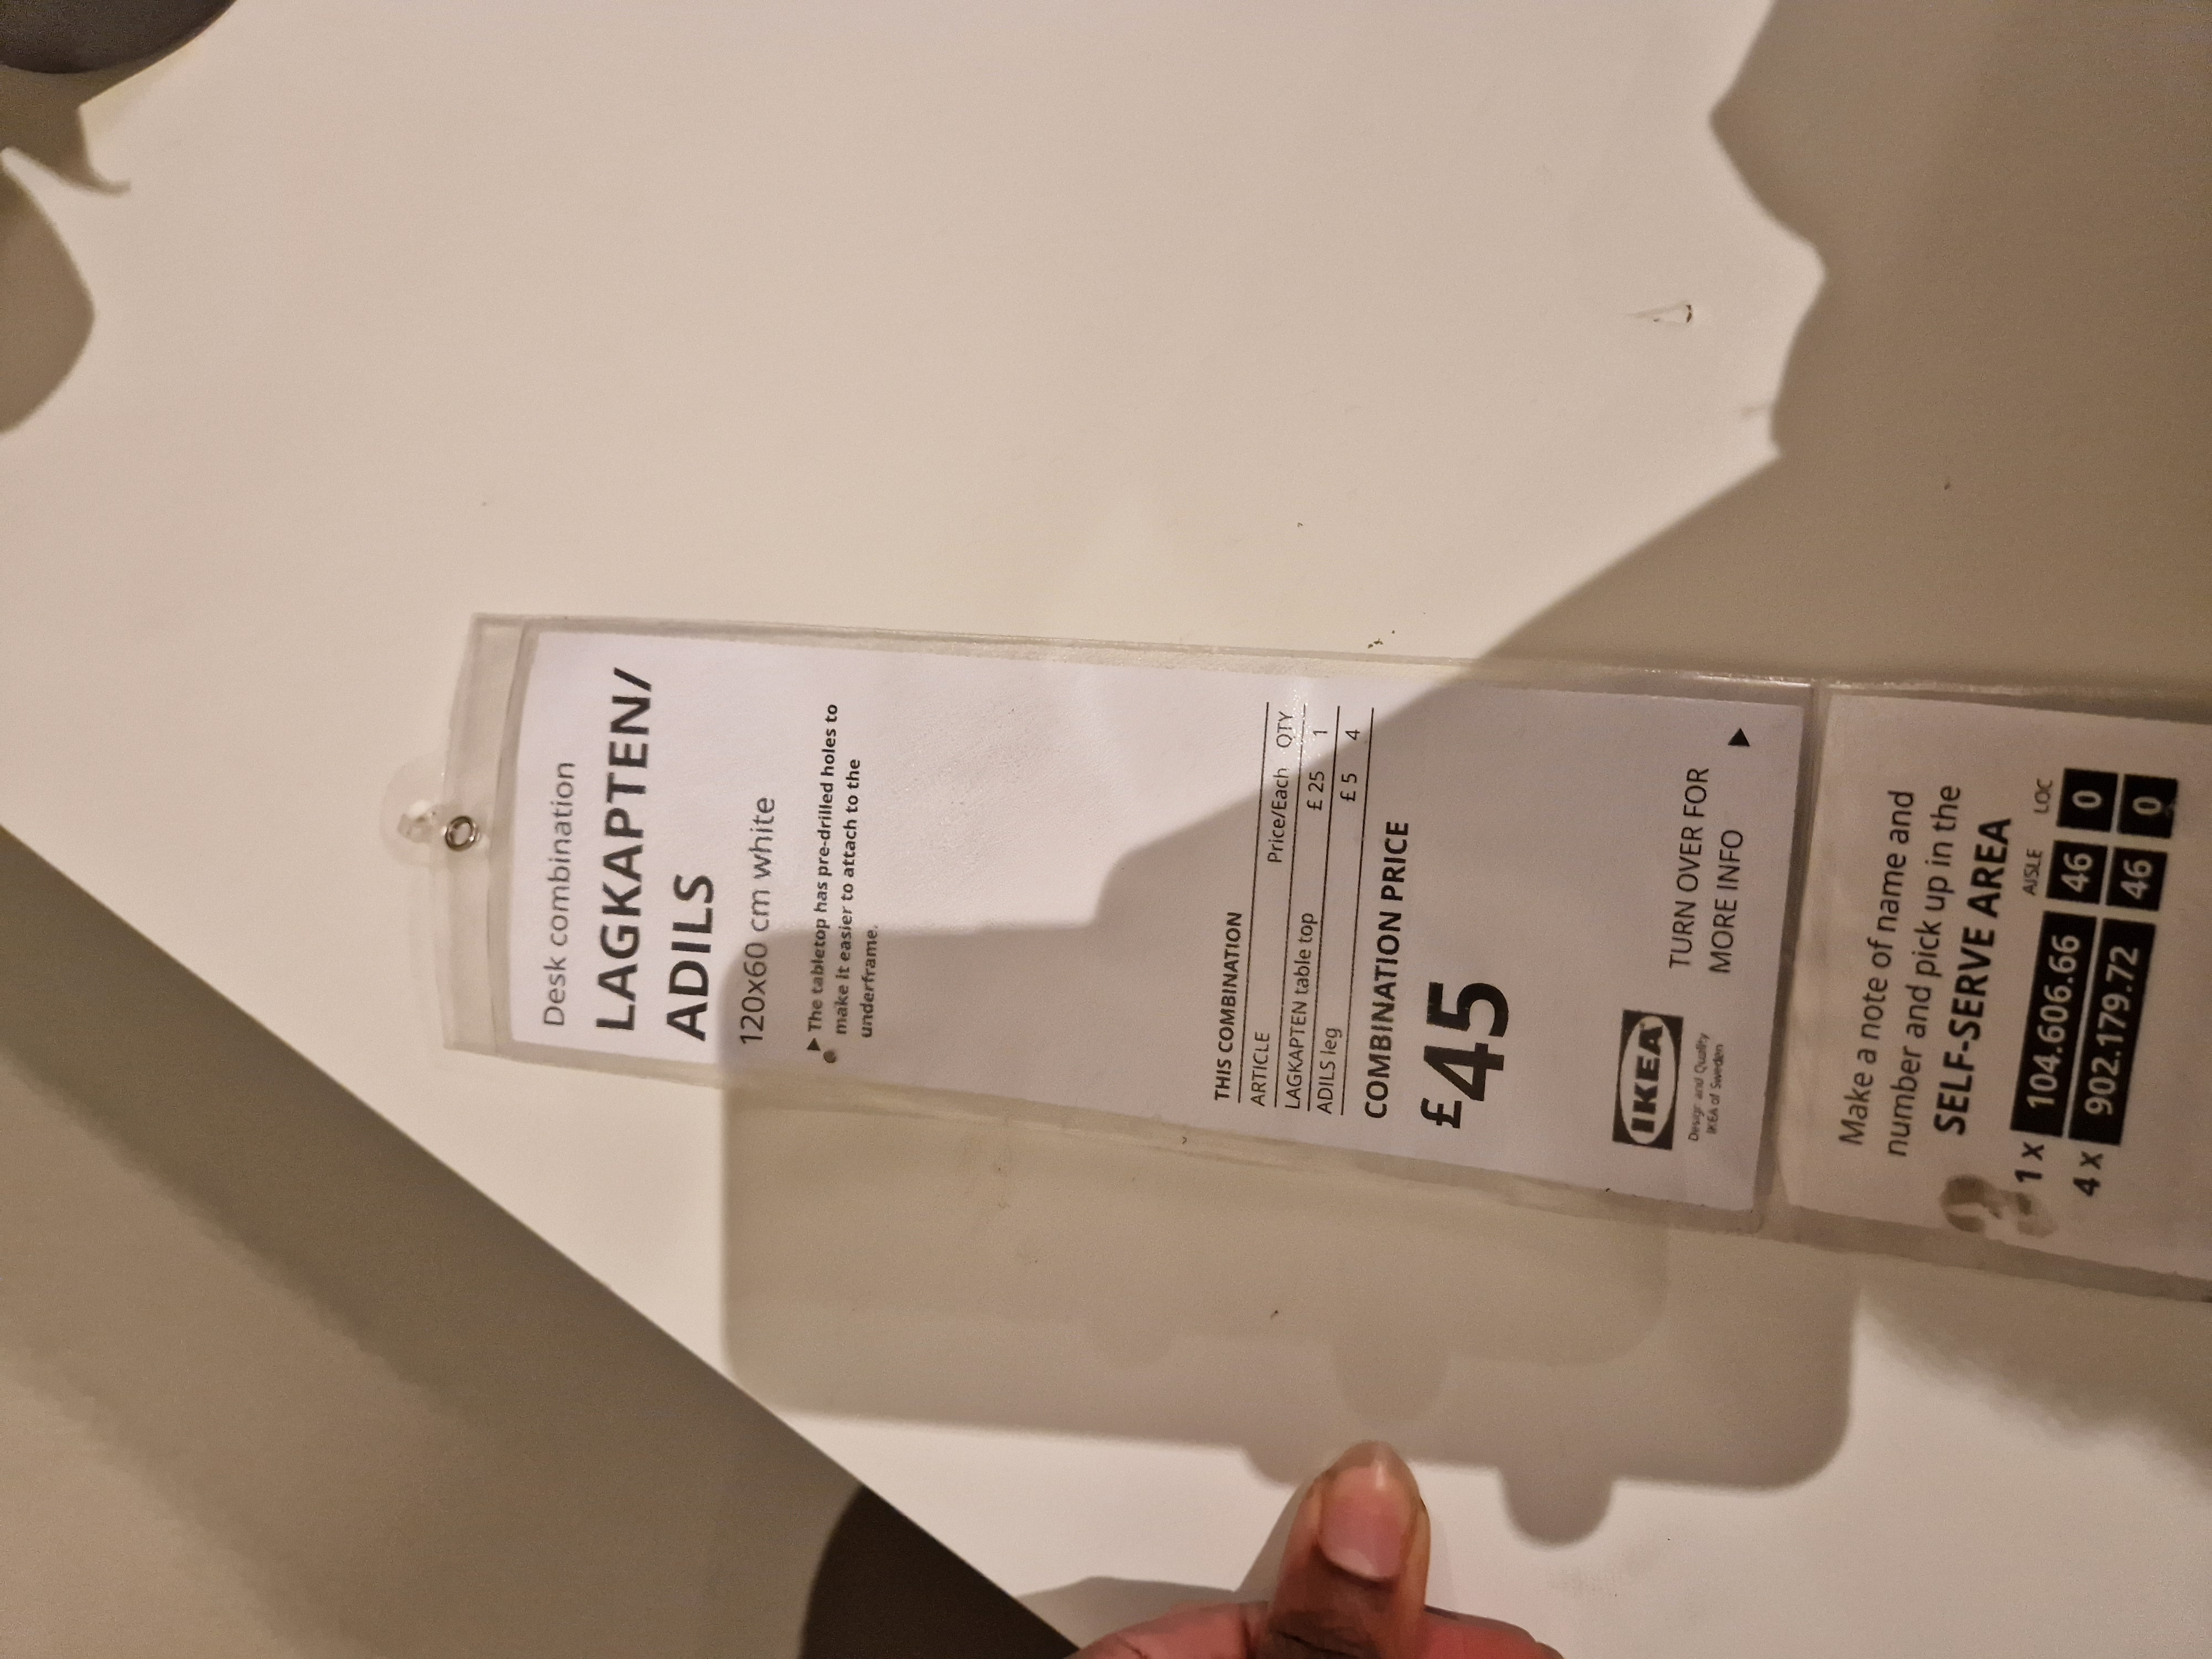 Desk combination
LAGKAPTEN/
ADILS
120x60 cm white
▶ The tabletop has pre-drilled holes to
make it easier to attach to the
underframe.
THIS COMBINATION
ARTICLE Price/Each QTY
LAGKAPTEN table top £ 25 1
ADILS leg £ 5 4
COMBINATION PRICE
£45
IKEA
Design and Quality
IKEA of Sweden
TURN OVER FOR
MORE INFO ▶
Make a note of name and
number and pick up in the
SELF-SERVE AREA
AISLE LOC
1 x 104.606.66 46 0
4 x 902.179.72 46 0